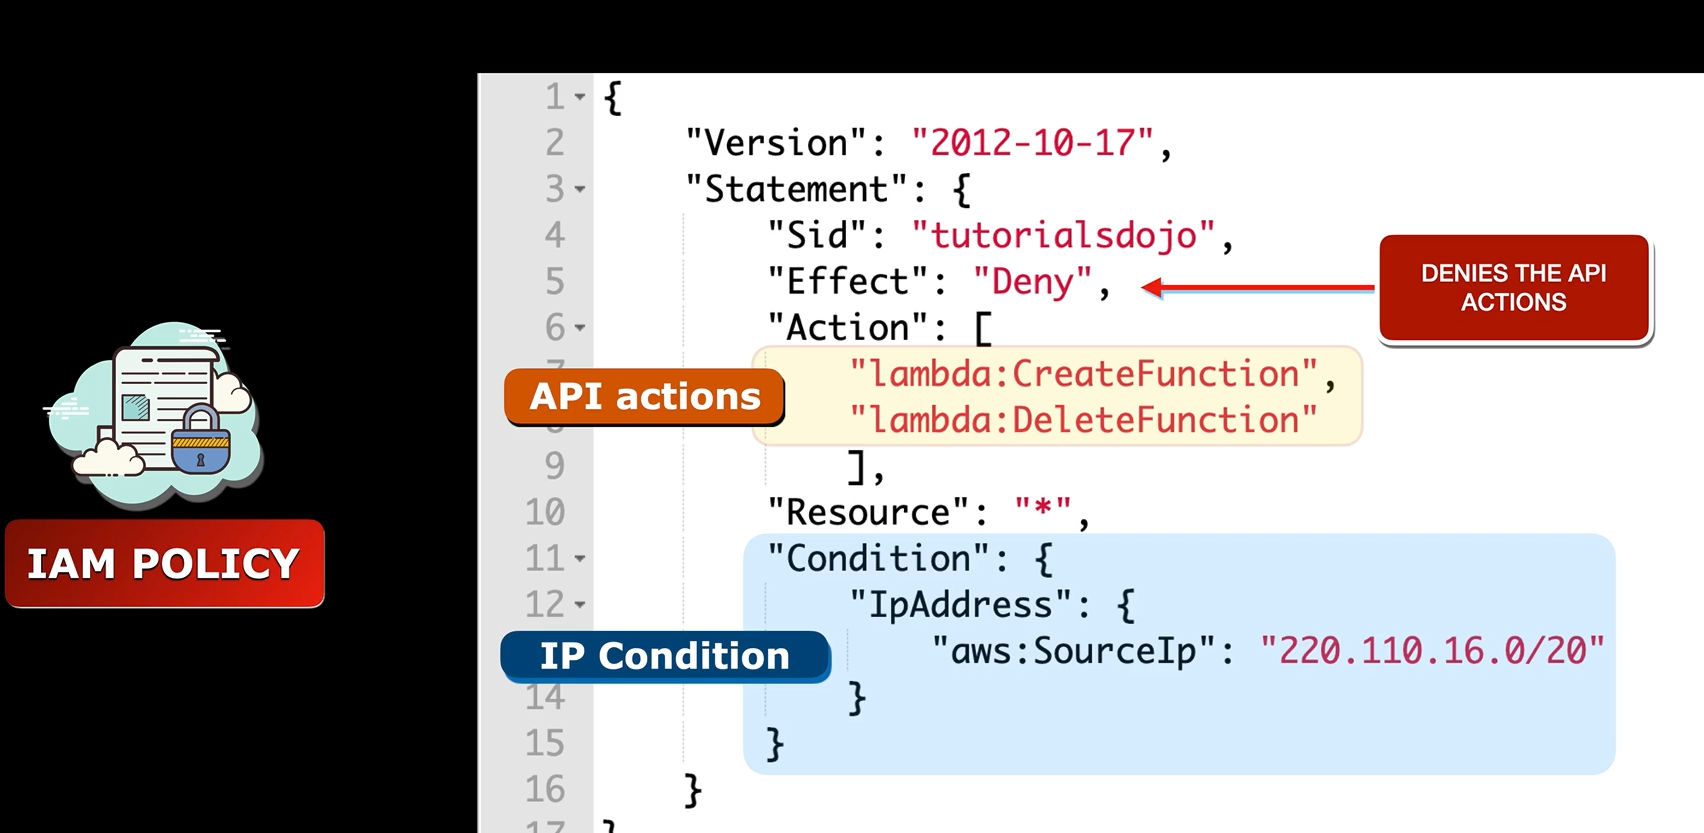 1 {
2 "Version": "2012-10-17",
3 "Statement": {
4 "Sid": "tutorialsdojo",
5 "Effect": "Deny",
DENIES THE API
ACTIONS
6 "Action": [
"lambda:CreateFunction",
API actions
"lambda:DeleteFunction"
9 ],
10 "Resource": "*",
11 "Condition": {
IAM POLICY
12 "IpAddress": {
IP Condition
"aws:SourceIp": "220.110.16.0/20"
14 }
15 }
16 }
17 }